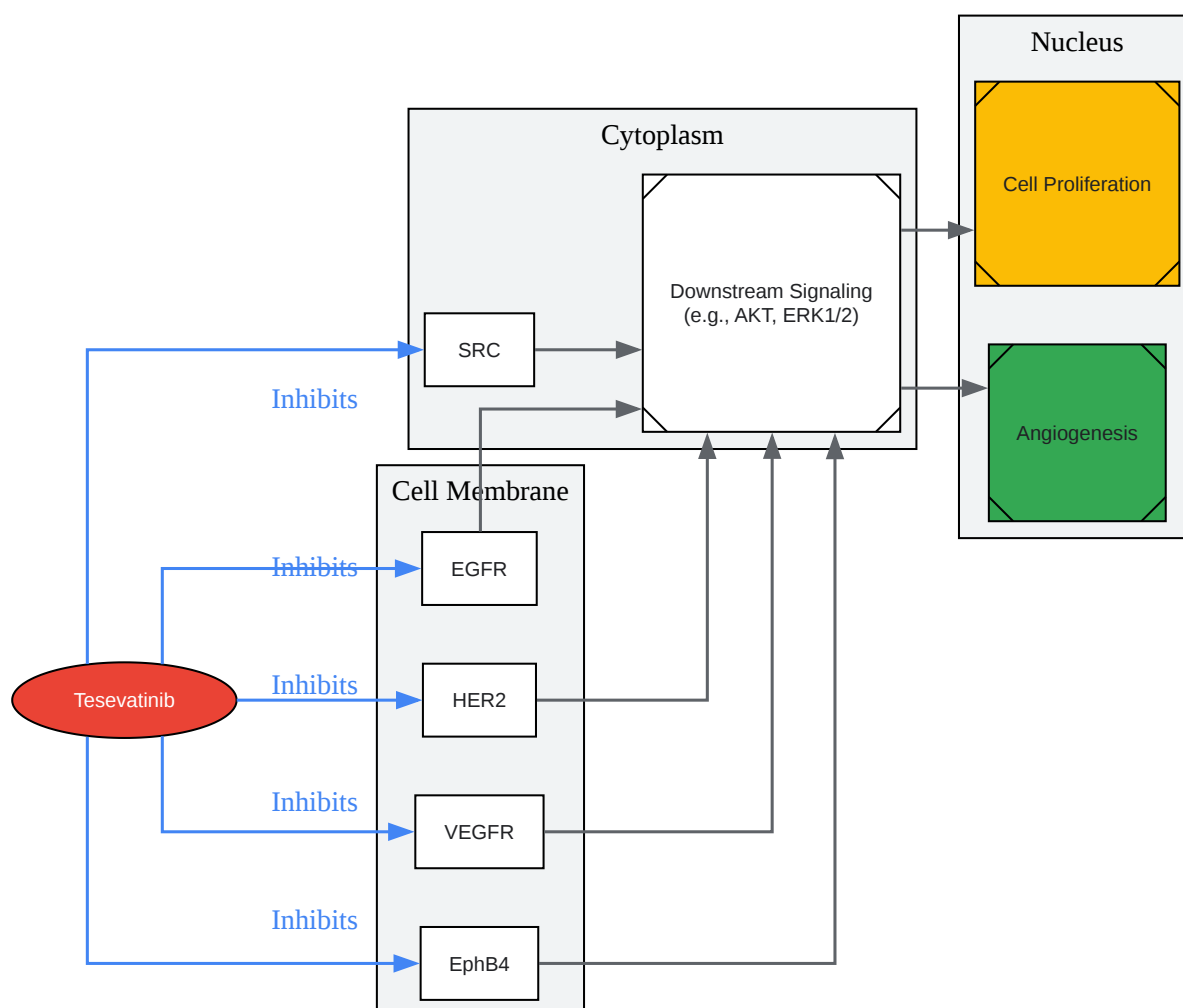 Nucleus
Cell Proliferation
Angiogenesis
Cytoplasm
Downstream Signaling
(e.g., AKT, ERK1/2)
SRC
Inhibits
Cell Membrane
Inhibits
EGFR
Tesevatinib
Inhibits
HER2
Inhibits
VEGFR
Inhibits
EphB4